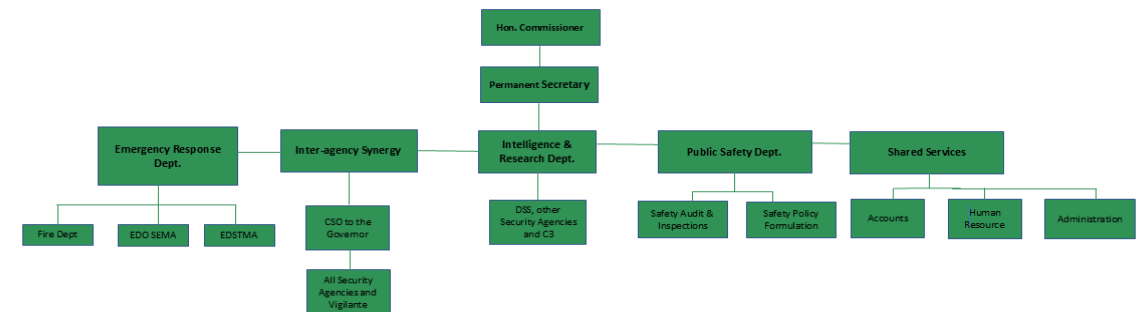 Hon. Commissioner
Permanent Secretary
Emergency Response
Dept.
Inter-agency Synergy
Intelligence &
Research Dept.
Public Safety Dept.
Shared Services
Fire Dept
EDO SEMA
EDSTMA
CSO to the
Governor
DSS, other
Security Agencies
and C3
Safety Audit &
Inspections
Safety Policy
Formulation
Accounts
Human
Resource
Administration
All Security
Agencies and
Vigilante